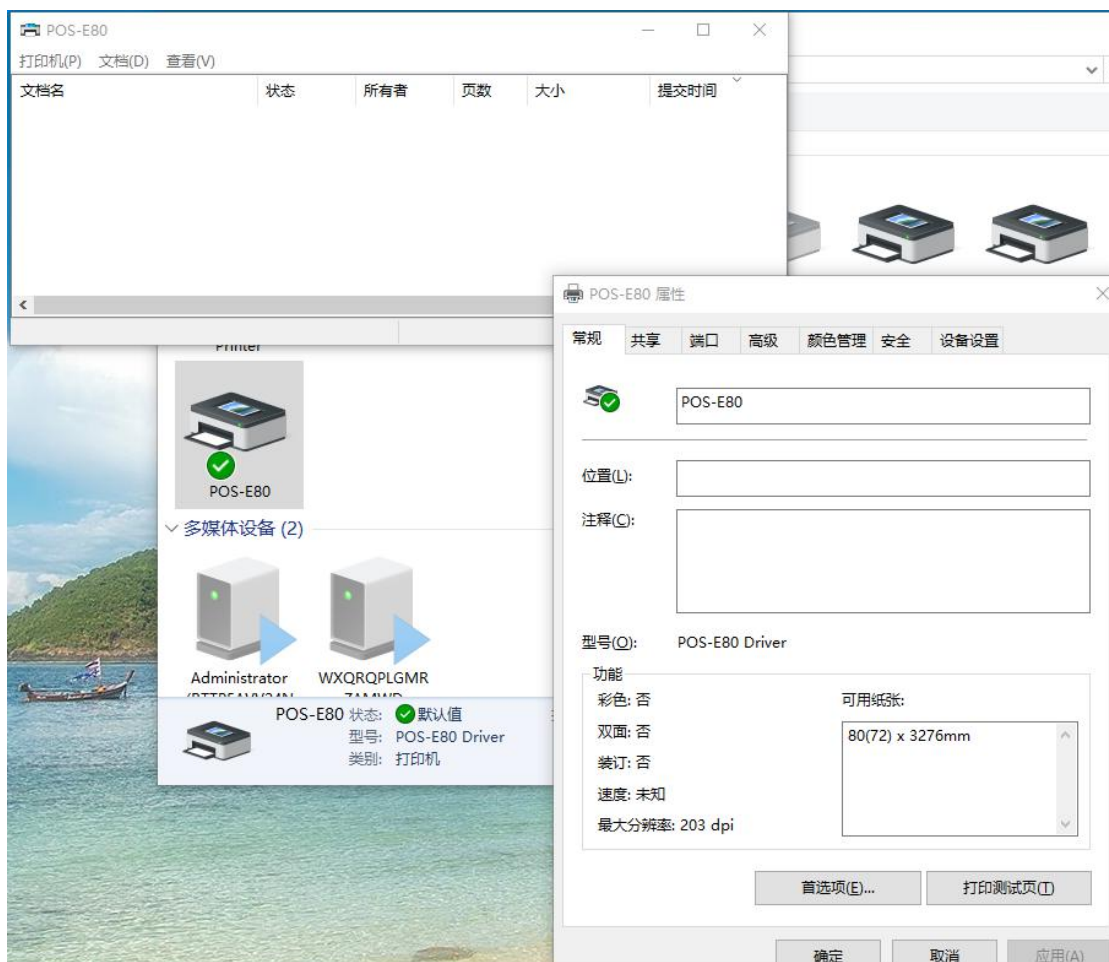 POS-E80
打印机(P) 文档(D) 查看(V)
文档名 状态 所有者 页数 大小 提交时间
Printer
POS-E80
多媒体设备 (2)
Administrator
WXQRQPLGMR
POS-E80 状态: 默认值
型号: POS-E80 Driver
类别: 打印机
POS-E80 属性
常规 共享 端口 高级 颜色管理 安全 设备设置
POS-E80
位置(L):
注释(C):
型号(O): POS-E80 Driver
功能
彩色: 否
双面: 否
装订: 否
速度: 未知
最大分辨率: 203 dpi
可用纸张:
80(72) x 3276mm
首选项(E)... 打印测试页(T)
确定 取消 应用(A)